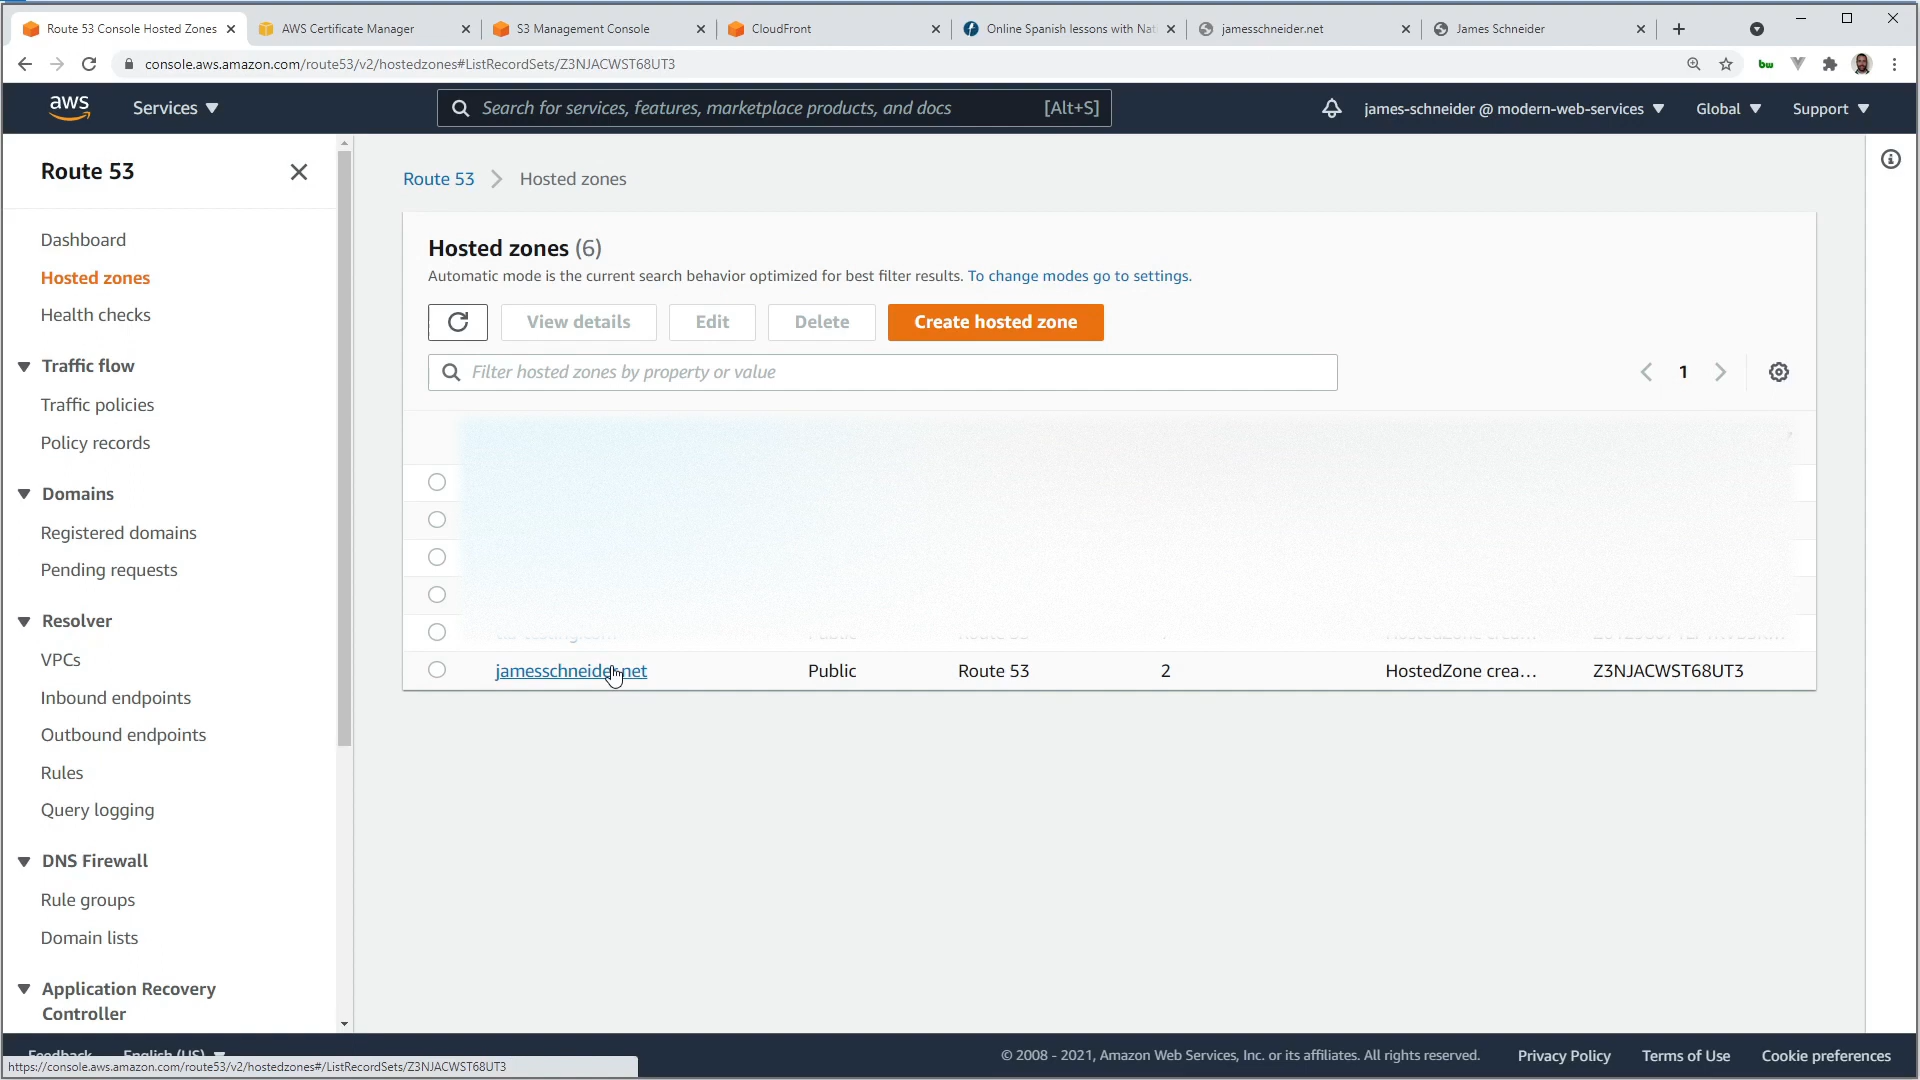 Route 53 Console Hosted Zones
AWS Certificate Manager
S3 Management Console
CloudFront
Online Spanish lessons with Nat
jamesschneider.net
James Schneider
console.aws.amazon.com/route53/v2/hostedzones#ListRecordSets/Z3NJACWST68UT3
bw
aws
Services
Search for services, features, marketplace products, and docs
[Alt+S]
james-schneider @ modern-web-services
Global
Support
Route 53
Dashboard
Hosted zones
Health checks
Traffic flow
Traffic policies
Policy records
Domains
Registered domains
Pending requests
Resolver
VPCs
Inbound endpoints
Outbound endpoints
Rules
Query logging
DNS Firewall
Rule groups
Domain lists
Application Recovery
Controller
Route 53
Hosted zones
Hosted zones (6)
Automatic mode is the current search behavior optimized for best filter results. To change modes go to settings.
View details
Edit
Delete
Create hosted zone
Filter hosted zones by property or value
1
jamesschneider.net Public Route 53 2 HostedZone crea... Z3NJACWST68UT3
Feedback
English (US)
© 2008 - 2021, Amazon Web Services, Inc. or its affiliates. All rights reserved.
Privacy Policy
Terms of Use
Cookie preferences
https://console.aws.amazon.com/route53/v2/hostedzones#/ListRecordSets/Z3NJACWST68UT3